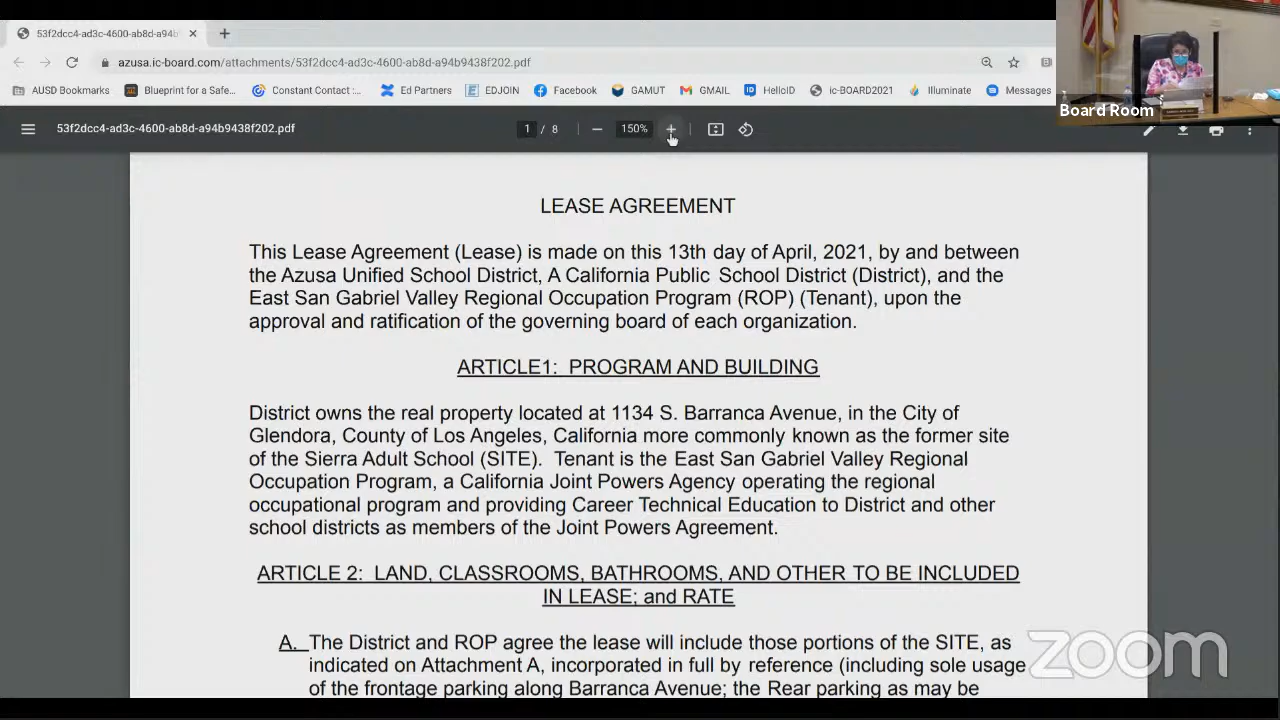 53f2dcc4-ad3c-4600-ab8d-a94b
azusa.ic-board.com/attachments/53f2dcc4-ad3c-4600-ab8d-a94b9438f202.pdf
AUSD Bookmarks Blueprint for a Safe... Constant Contact :... Ed Partners EDJOIN Facebook GAMUT GMAIL HelloID ic-BOARD2021 Illuminate Messages
Board Room
53f2dcc4-ad3c-4600-ab8d-a94b9438f202.pdf 1 / 8 150%
LEASE AGREEMENT
This Lease Agreement (Lease) is made on this 13th day of April, 2021, by and between
the Azusa Unified School District, A California Public School District (District), and the
East San Gabriel Valley Regional Occupation Program (ROP) (Tenant), upon the
approval and ratification of the governing board of each organization.
ARTICLE1: PROGRAM AND BUILDING
District owns the real property located at 1134 S. Barranca Avenue, in the City of
Glendora, County of Los Angeles, California more commonly known as the former site
of the Sierra Adult School (SITE). Tenant is the East San Gabriel Valley Regional
Occupation Program, a California Joint Powers Agency operating the regional
occupational program and providing Career Technical Education to District and other
school districts as members of the Joint Powers Agreement.
ARTICLE 2: LAND, CLASSROOMS, BATHROOMS, AND OTHER TO BE INCLUDED
IN LEASE; and RATE
A. The District and ROP agree the lease will include those portions of the SITE, as
indicated on Attachment A, incorporated in full by reference (including sole usage
of the frontage parking along Barranca Avenue; the Rear parking as may be
zoom